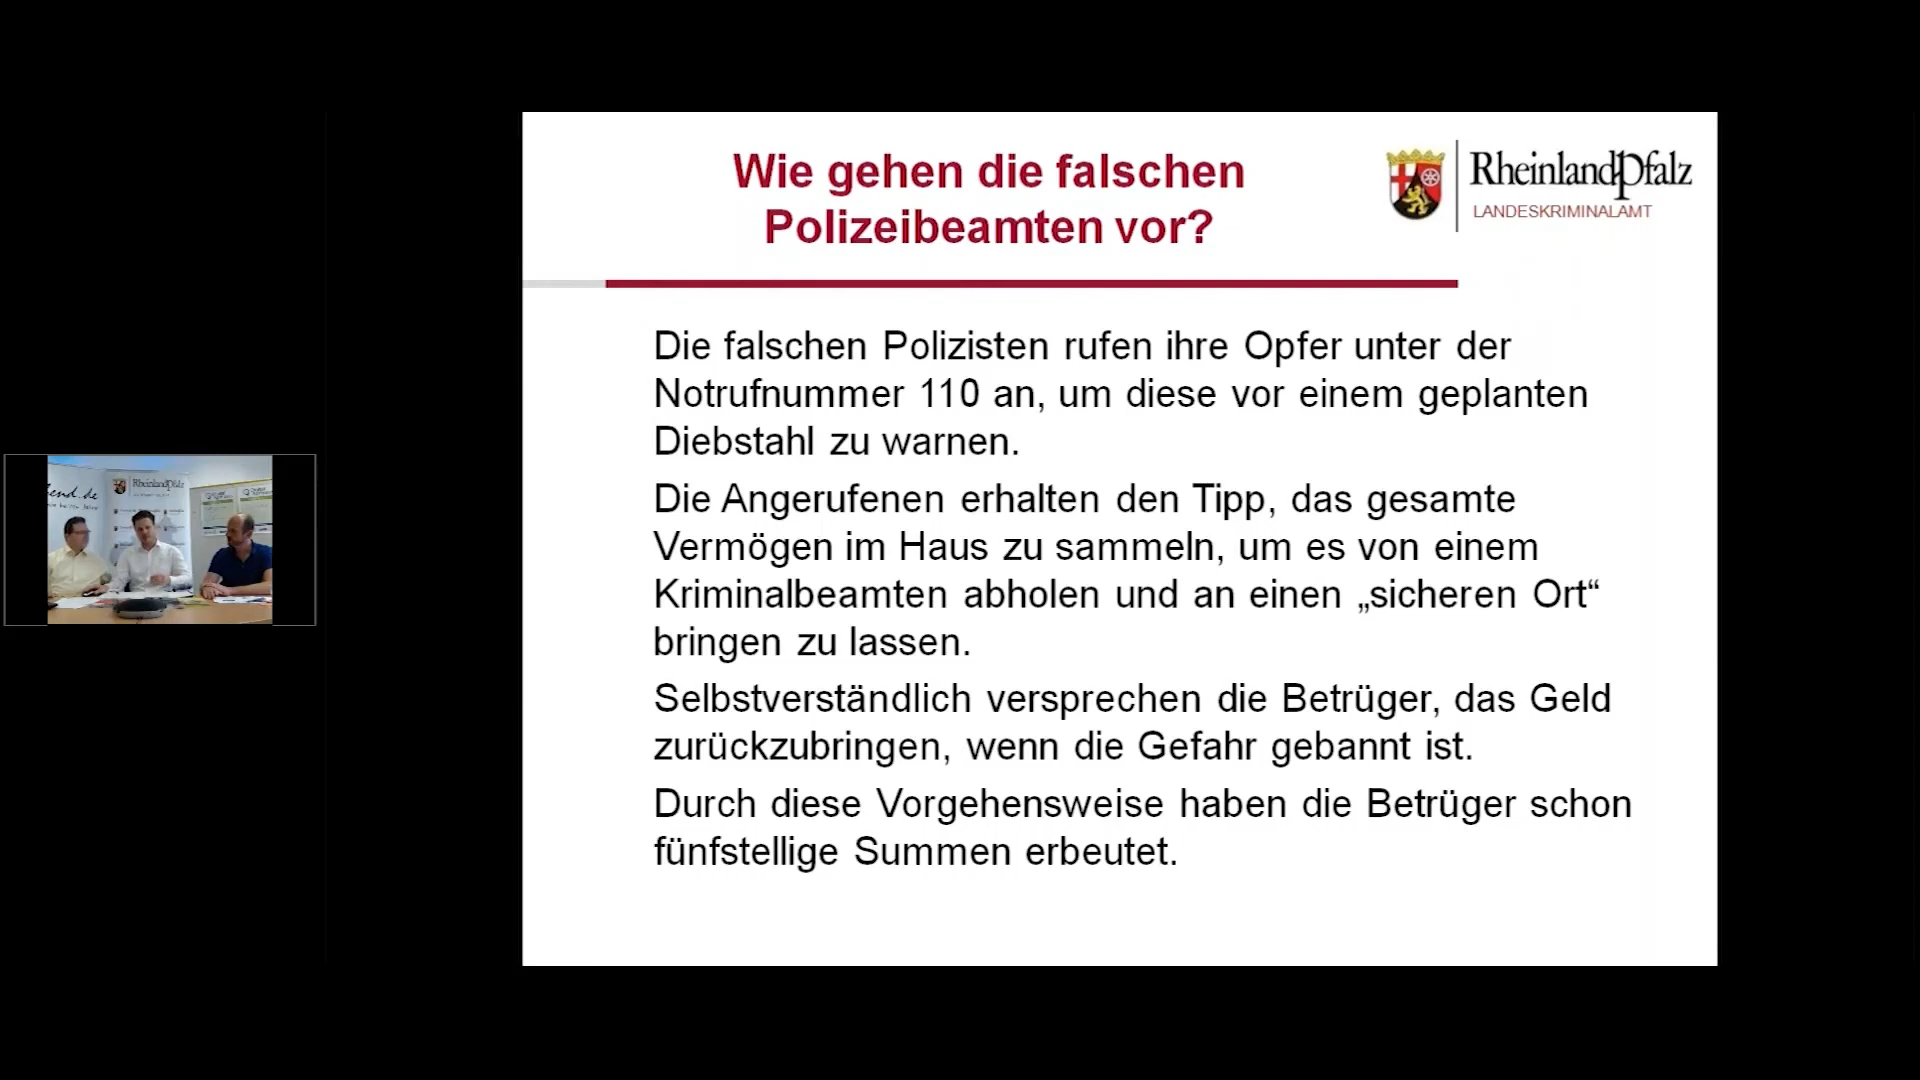 Wie gehen die falschen
Polizeibeamten vor?
RheinlandPfalz
LANDESKRIMINALAMT
Die falschen Polizisten rufen ihre Opfer unter der
Notrufnummer 110 an, um diese vor einem geplanten
Diebstahl zu warnen.
Die Angerufenen erhalten den Tipp, das gesamte
Vermögen im Haus zu sammeln, um es von einem
Kriminalbeamten abholen und an einen „sicheren Ort“
bringen zu lassen.
Selbstverständlich versprechen die Betrüger, das Geld
zurückzubringen, wenn die Gefahr gebannt ist.
Durch diese Vorgehensweise haben die Betrüger schon
fünfstellige Summen erbeutet.
RheinlandPfalz